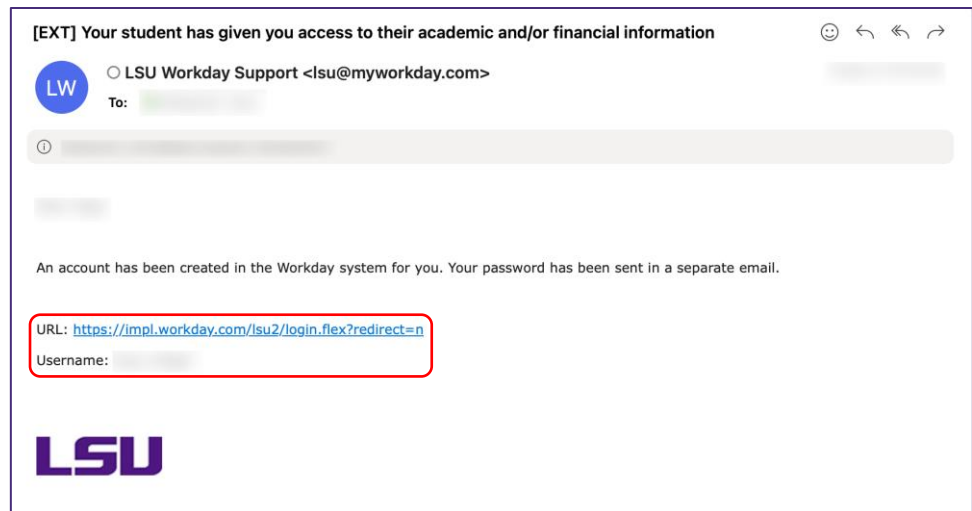 [EXT] Your student has given you access to their academic and/or financial information
LW
LSU Workday Support <lsu@myworkday.com>
To:
An account has been created in the Workday system for you. Your password has been sent in a separate email.
URL: https://impl.workday.com/lsu2/login.flex?redirect=n
Username:
LSU